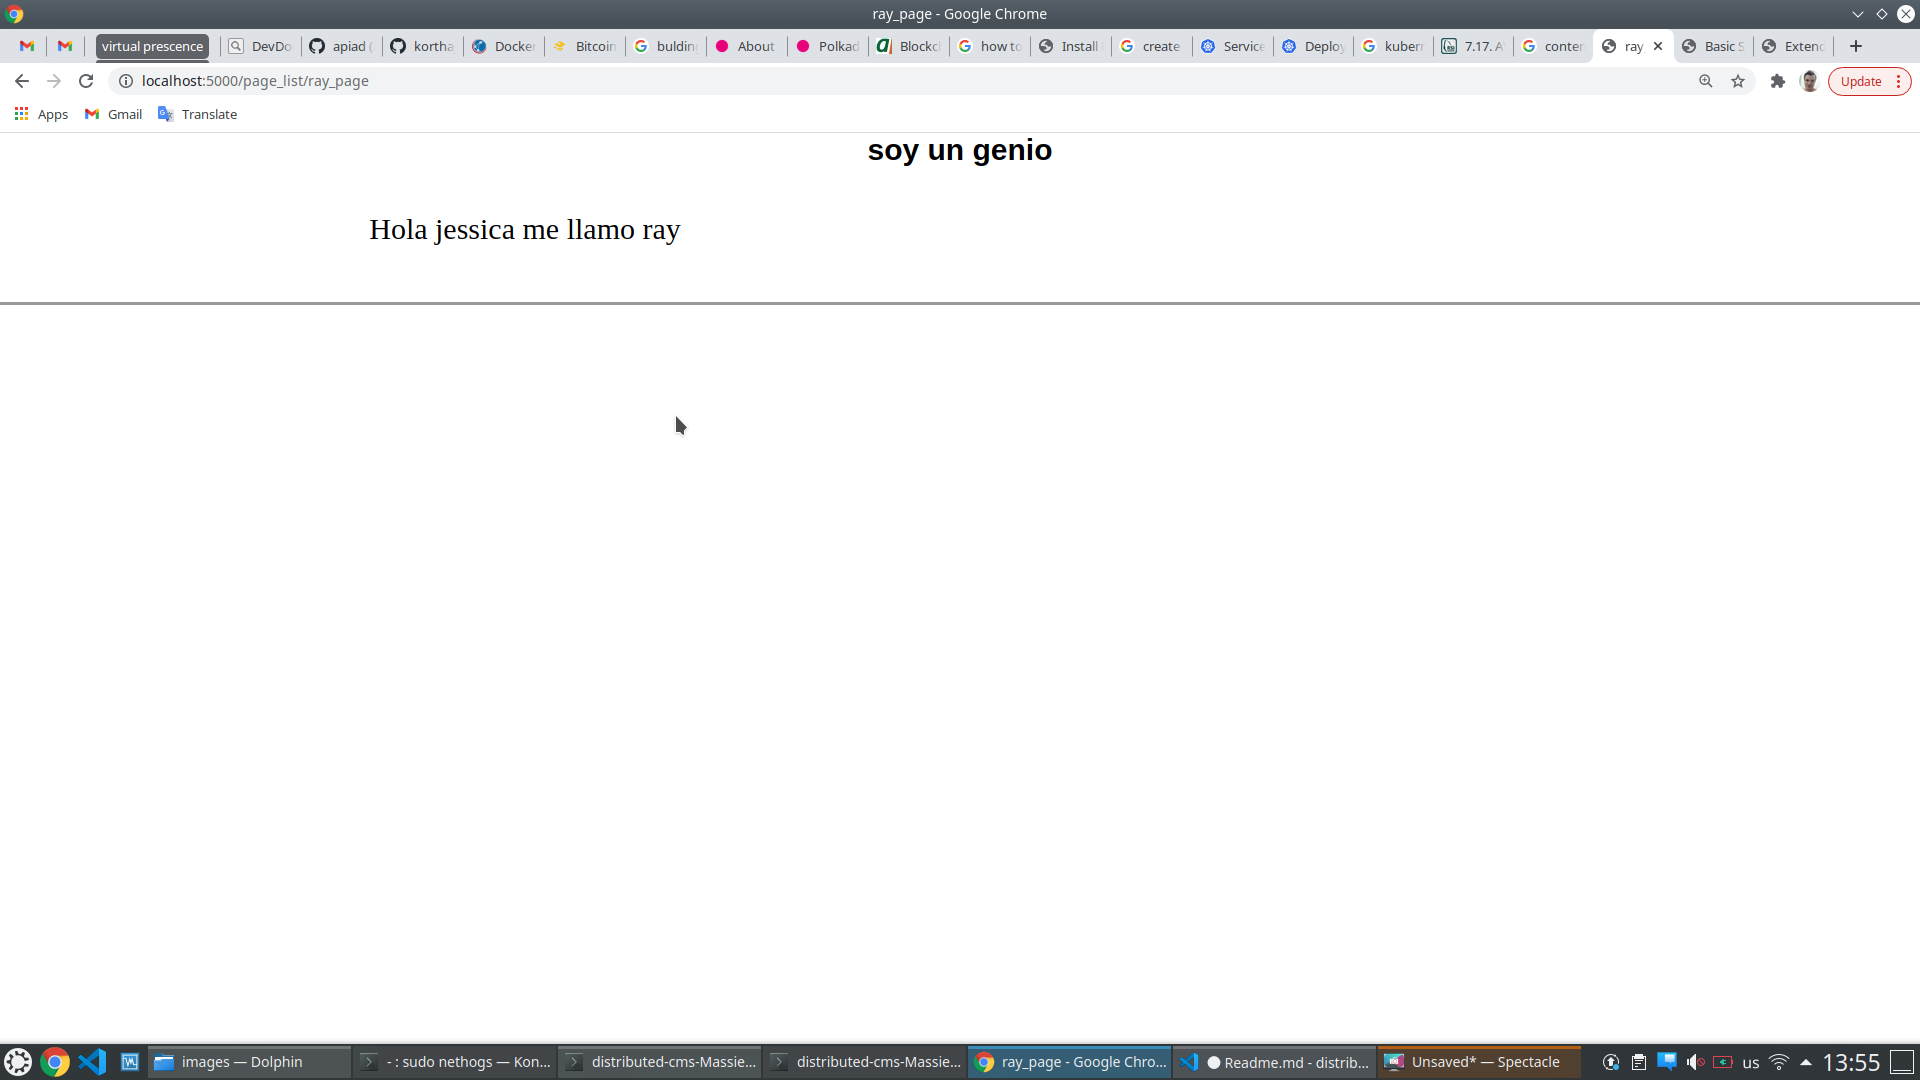 ray_page - Google Chrome
virtual prescence
DevDo
apiad
kortha
Docker
Bitcoin
buldin
About
Polkad
Blockc
how to
Install
create
Service
Deploy
kubern
7.17. A
conter
ray
Basic S
Extend
localhost:5000/page_list/ray_page
Update
Apps
Gmail
Translate
soy un genio
Hola jessica me llamo ray
images — Dolphin
- : sudo nethogs — Kon...
distributed-cms-Massie...
distributed-cms-Massie...
ray_page - Google Chro...
Readme.md - distrib...
Unsaved* — Spectacle
us
13:55